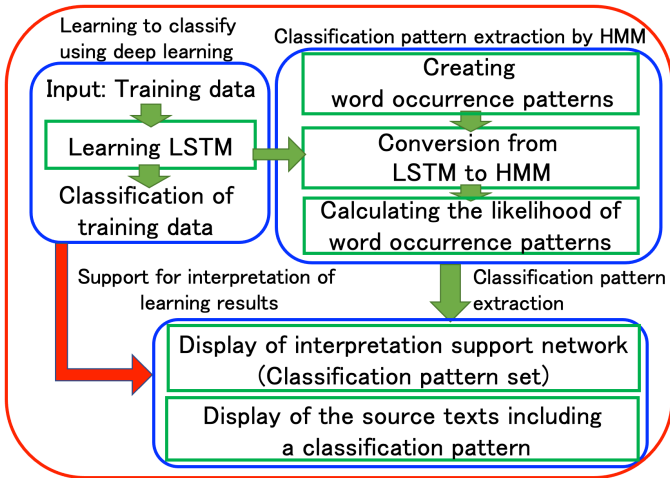 Learning to classify
using deep learning
Input: Training data
Learning LSTM
Classification of
training data
Classification pattern extraction by HMM
Creating
word occurrence patterns
Conversion from
LSTM to HMM
Calculating the likelihood of
word occurrence patterns
Support for interpretation of
learning results
Classification pattern
extraction
Display of interpretation support network
(Classification pattern set)
Display of the source texts including
a classification pattern